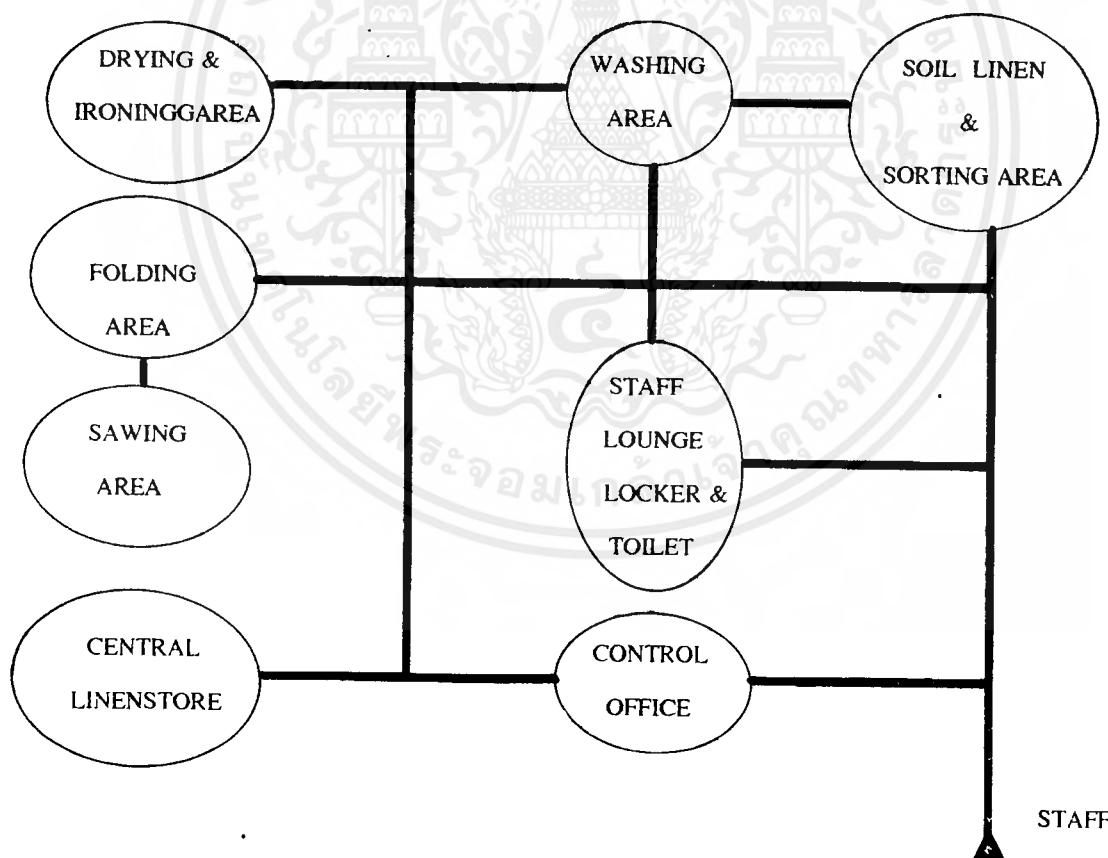 DRYING &
IRONINGGAREA
WASHING
AREA
SOIL LINEN
&
SORTING AREA
FOLDING
AREA
SAWING
AREA
STAFF
LOUNGE
LOCKER &
TOILET
CENTRAL
LINENSTORE
CONTROL
OFFICE
STAFF